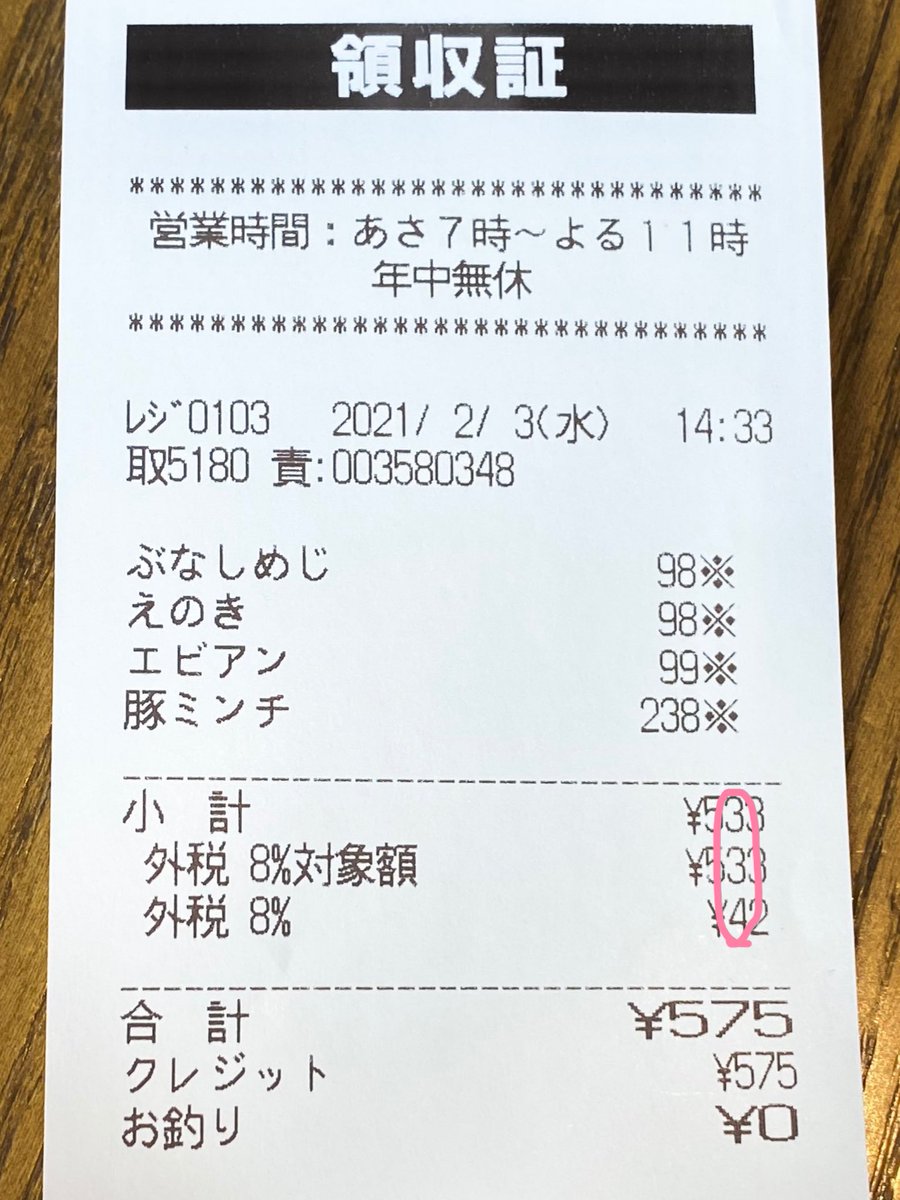 領収証
********************************
営業時間：あさ７時～よる１１時
年中無休
********************************
ﾚｼﾞ0103 2021/ 2/ 3(水) 14:33
取5180 責:003580348
ぶなしめじ 98※
えのき 98※
エビアン 99※
豚ミンチ 238※
--------------------------------
小 計 ¥533
外税 8%対象額 ¥533
外税 8% ¥42
--------------------------------
合 計 ¥575
クレジット ¥575
お釣り ¥0